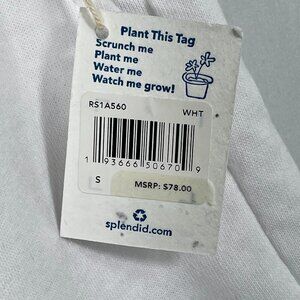 Plant This Tag
Scrunch me
Plant me
Water me
Watch me grow!
RS1A560 WHT
1 93666 50670 9
S MSRP: $78.00
splendid.com